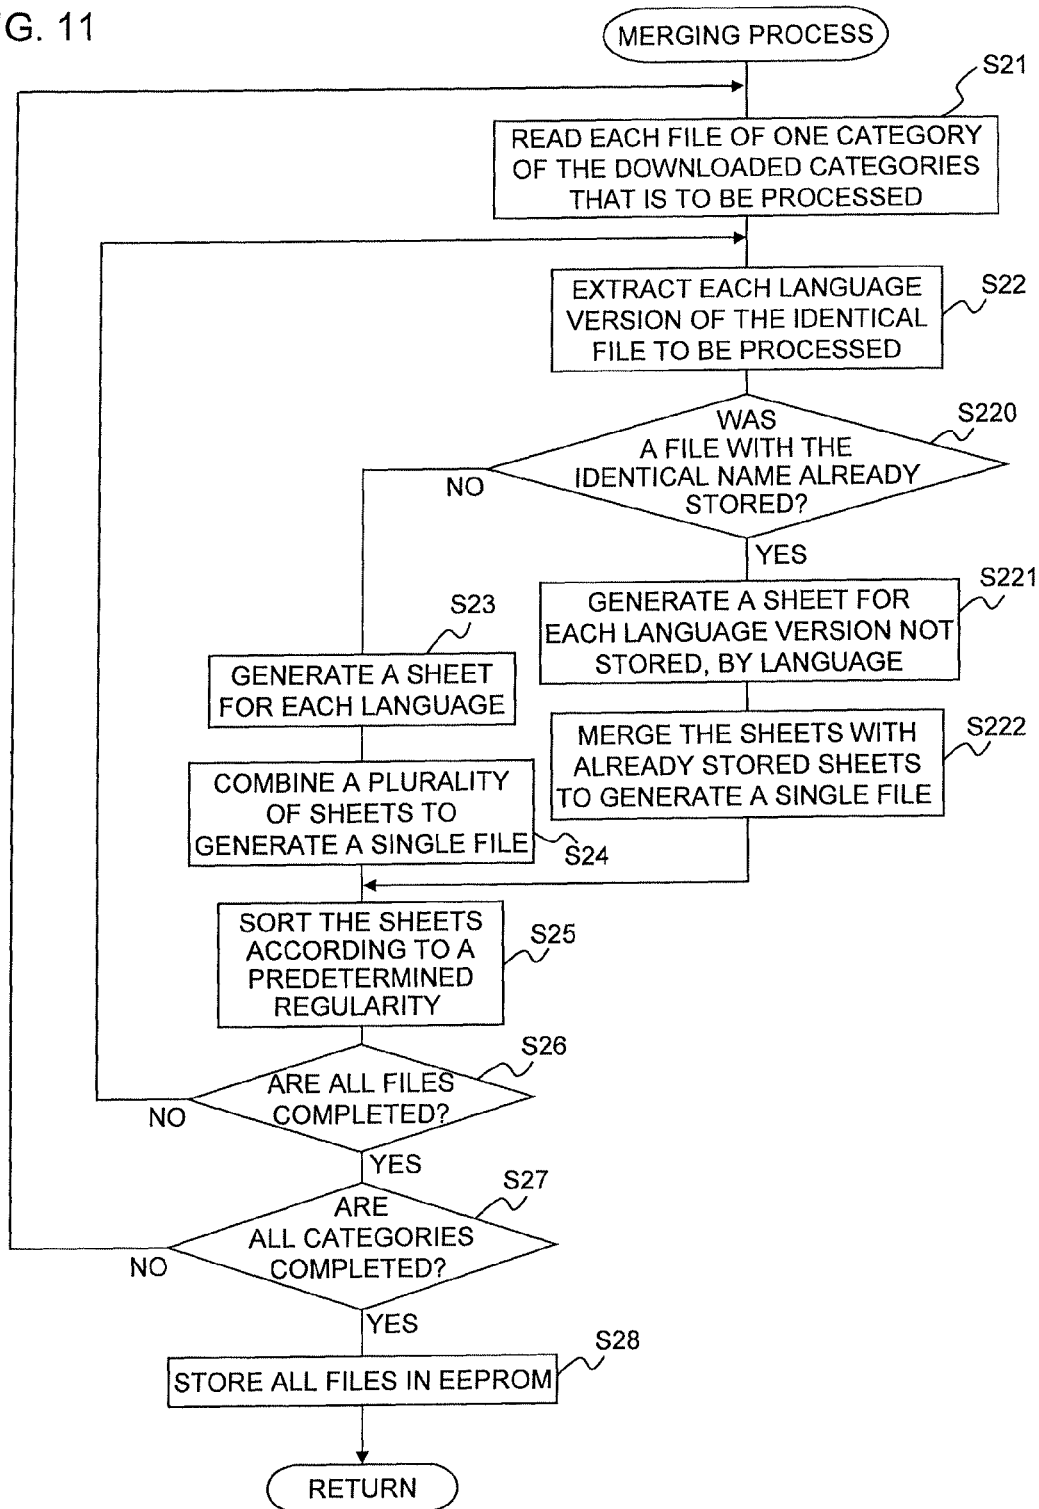 G. 11
MERGING PROCESS
S21
READ EACH FILE OF ONE CATEGORY
OF THE DOWNLOADED CATEGORIES
THAT IS TO BE PROCESSED
S22
EXTRACT EACH LANGUAGE
VERSION OF THE IDENTICAL
FILE TO BE PROCESSED
S220
WAS
A FILE WITH THE
IDENTICAL NAME ALREADY
STORED?
NO
YES
S221
GENERATE A SHEET FOR
EACH LANGUAGE VERSION NOT
STORED, BY LANGUAGE
S23
GENERATE A SHEET
FOR EACH LANGUAGE
S222
MERGE THE SHEETS WITH
ALREADY STORED SHEETS
TO GENERATE A SINGLE FILE
COMBINE A PLURALITY
OF SHEETS TO
GENERATE A SINGLE FILE
S24
SORT THE SHEETS
ACCORDING TO A
PREDETERMINED
REGULARITY
S25
S26
ARE ALL FILES
COMPLETED?
NO
YES
S27
ARE
ALL CATEGORIES
COMPLETED?
NO
YES
S28
STORE ALL FILES IN EEPROM
RETURN